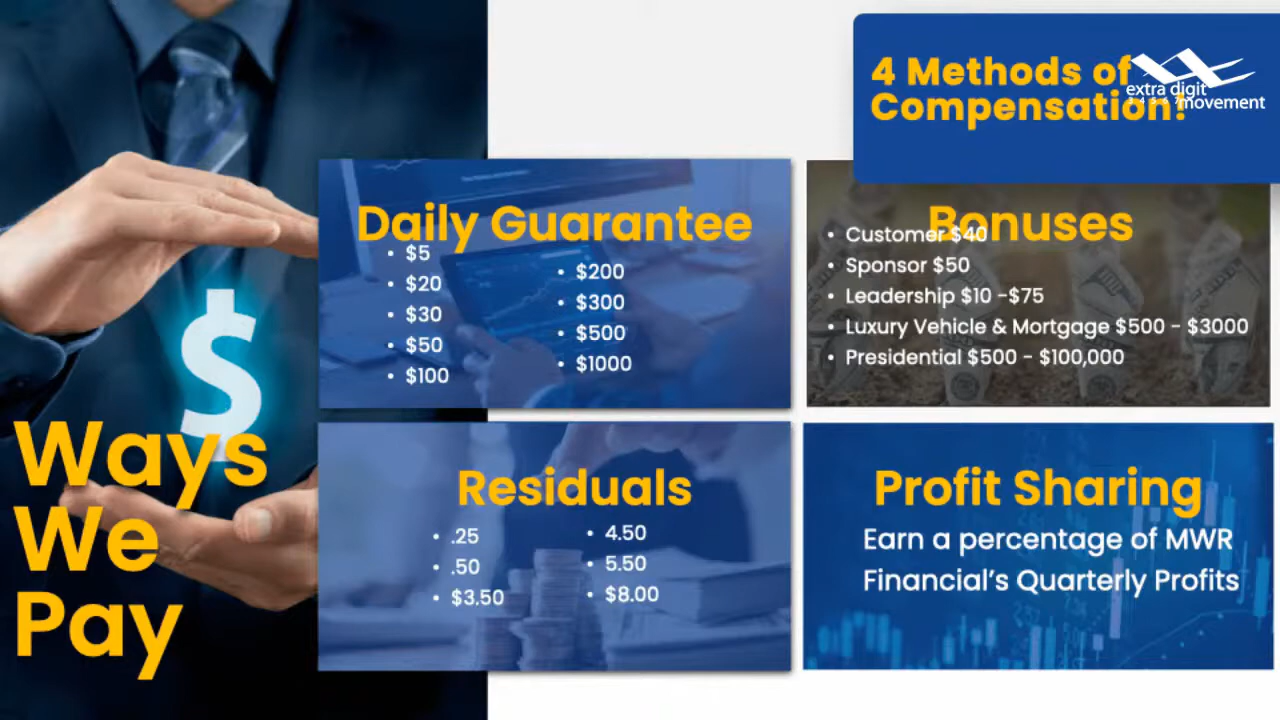 4 Methods of
Compensation!
extra digit
movement
Daily Guarantee
• $5
• $20
• $30
• $50
• $100
• $200
• $300
• $500
• $1000
Bonuses
• Customer $40
• Sponsor $50
• Leadership $10 -$75
• Luxury Vehicle & Mortgage $500 - $3000
• Presidential $500 - $100,000
$
Ways
We
Pay
Residuals
• .25
• .50
• $3.50
• 4.50
• 5.50
• $8.00
Profit Sharing
Earn a percentage of MWR
Financial's Quarterly Profits